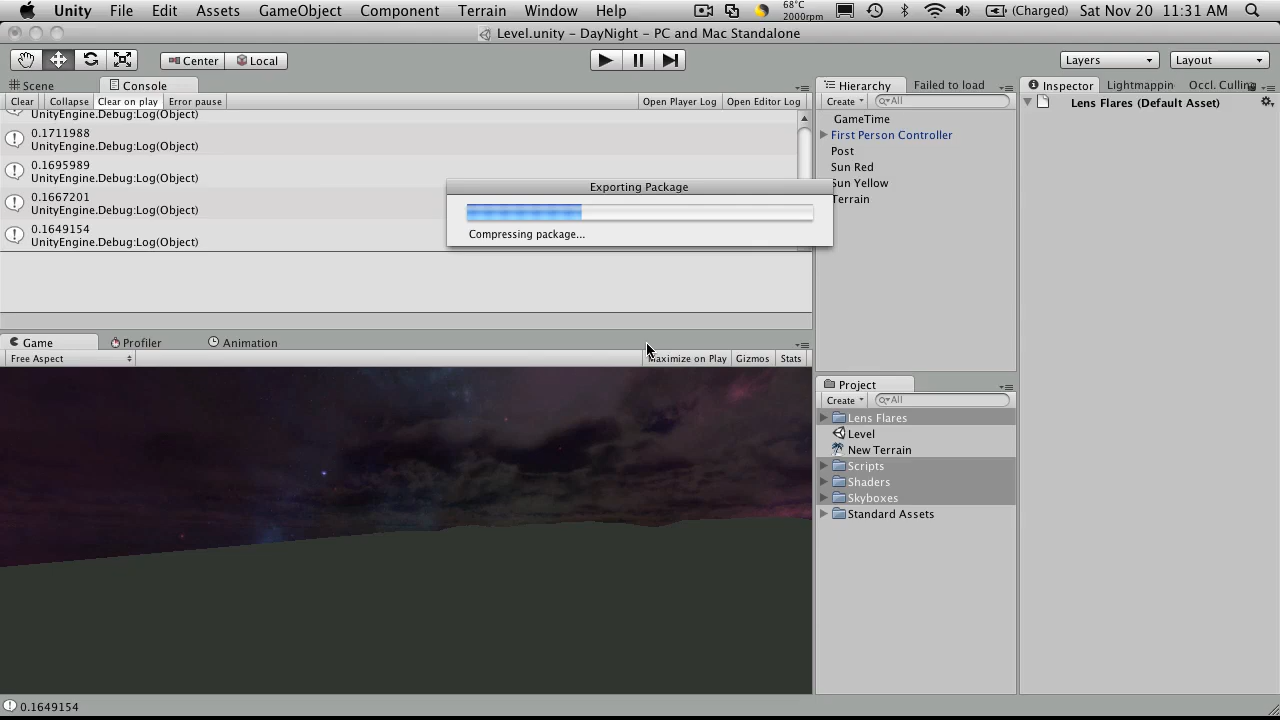 Unity File Edit Assets GameObject Component Terrain Window Help 68°C 2000rpm (Charged) Sat Nov 20 11:31 AM
Level.unity - DayNight - PC and Mac Standalone
Center Local Layers Layout
Scene Console
Clear Collapse Clear on play Error pause Open Player Log Open Editor Log
UnityEngine.Debug:Log(Object)
0.1711988
UnityEngine.Debug:Log(Object)
0.1695989
UnityEngine.Debug:Log(Object)
0.1667201
UnityEngine.Debug:Log(Object)
0.1649154
UnityEngine.Debug:Log(Object)
Exporting Package
Compressing package...
Game Profiler Animation
Free Aspect Maximize on Play Gizmos Stats
Hierarchy Failed to load
Create All
GameTime
First Person Controller
Post
Sun Red
Sun Yellow
Terrain
Project
Create All
Lens Flares
Level
New Terrain
Scripts
Shaders
Skyboxes
Standard Assets
Inspector Lightmappin Occl. Culling
Lens Flares (Default Asset)
0.1649154